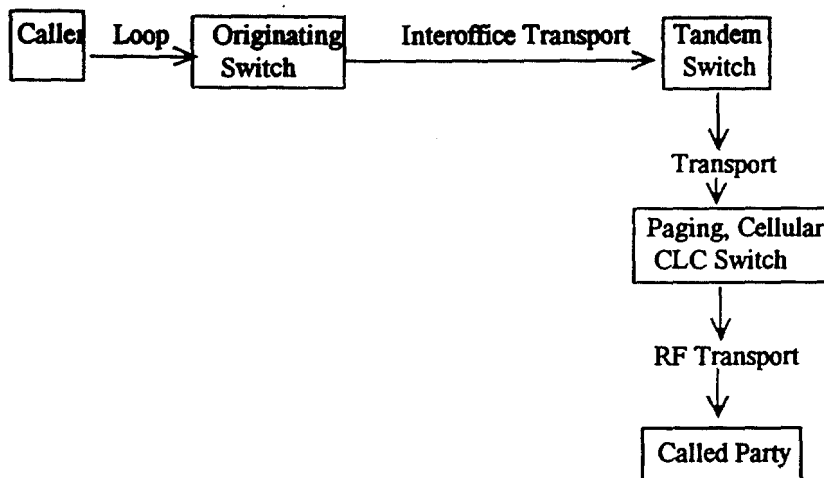 Caller
Loop
Originating
Switch
Interoffice Transport
Tandem
Switch
Transport
Paging, Cellular
CLC Switch
RF Transport
Called Party